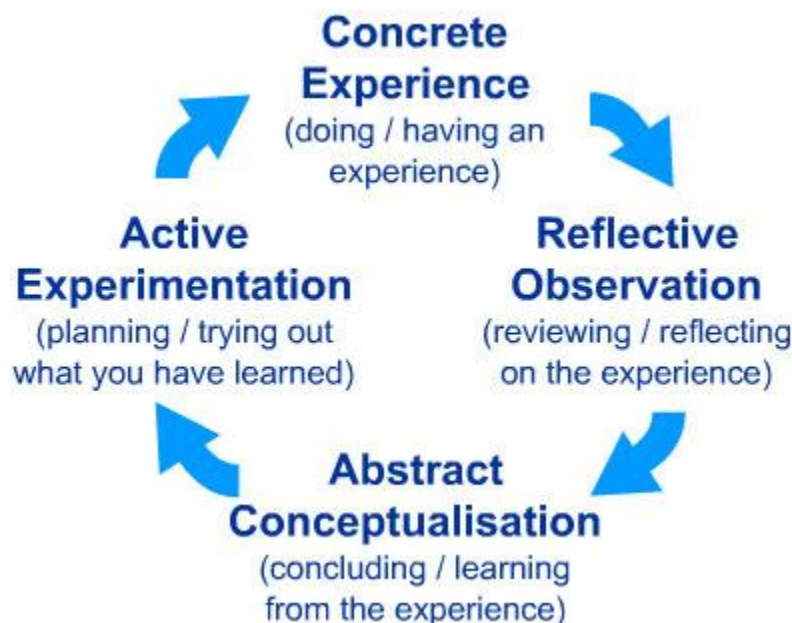 Concrete
Experience
(doing / having an
experience)
Reflective
Observation
(reviewing / reflecting
on the experience)
Abstract
Conceptualisation
(concluding / learning
from the experience)
Active
Experimentation
(planning / trying out
what you have learned)